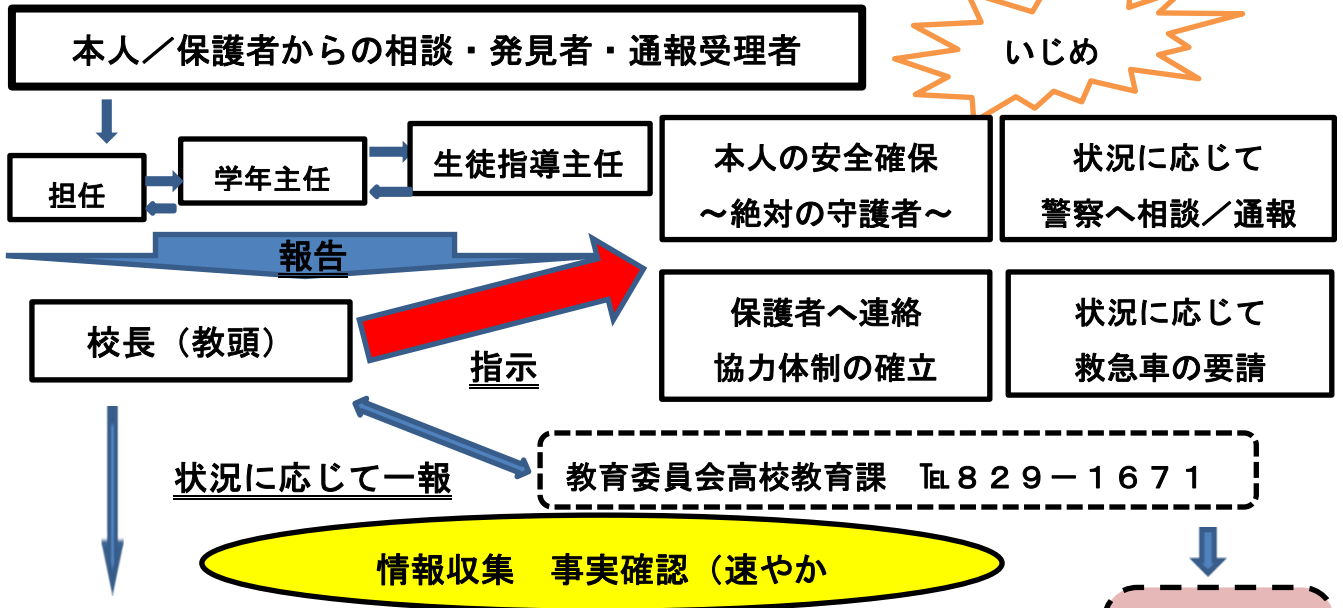 いじめ
本人／保護者からの相談・発見者・通報受理者
担任
学年主任
生徒指導主任
本人の安全確保
～絶対の守護者～
状況に応じて
警察へ相談／通報
報告
校長（教頭）
指示
保護者へ連絡
協力体制の確立
状況に応じて
救急車の要請
状況に応じて一報
教育委員会高校教育課　℡８２９－１６７１
情報収集　事実確認（速やか